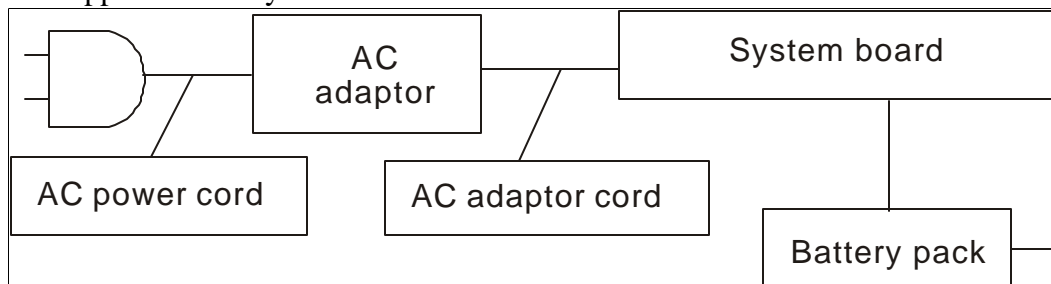 AC
adaptor
System board
AC power cord
AC adaptor cord
Battery pack